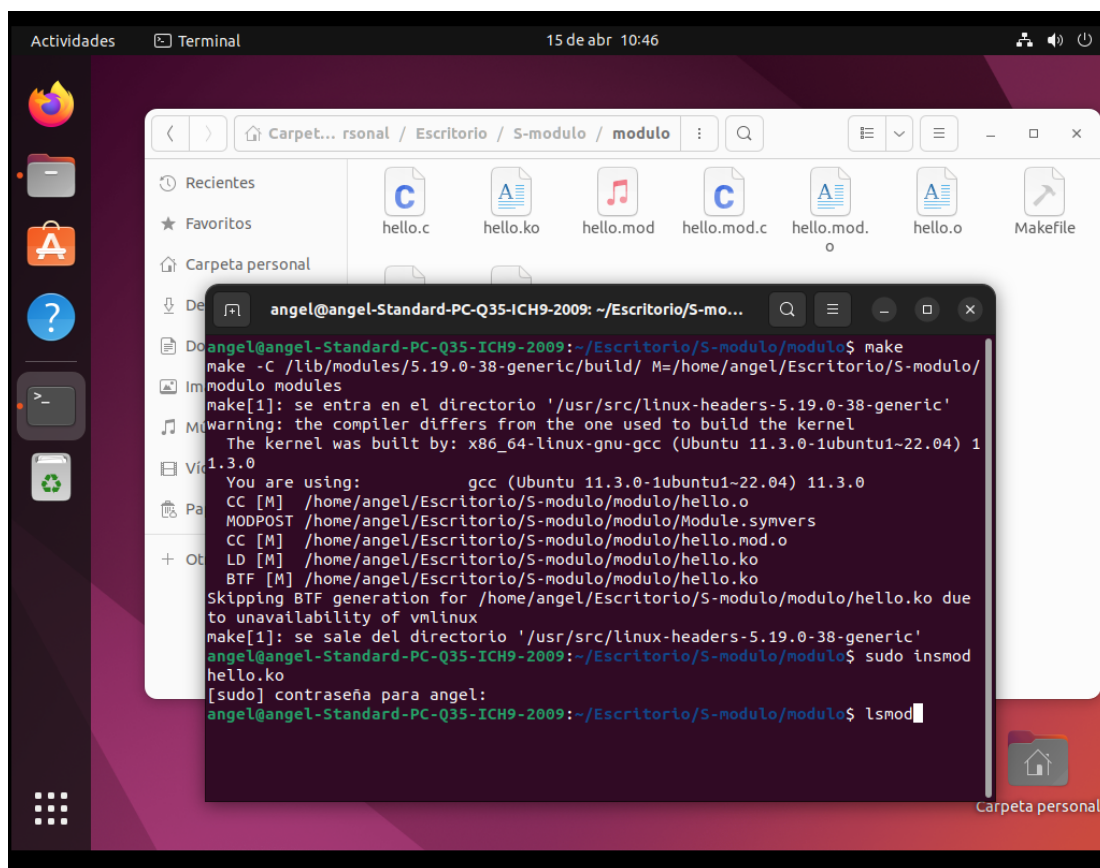 Actividades
Terminal
15 de abr 10:46
Carpet... rsonal / Escritorio / S-modulo / modulo
Recientes
Favoritos
Carpeta personal
De
Do
Im
Mú
Víd
Pa
+ Ot
hello.c
hello.ko
hello.mod
hello.mod.c
hello.mod.
o
hello.o
Makefile
angel@angel-Standard-PC-Q35-ICH9-2009: ~/Escritorio/S-mo...
angel@angel-Standard-PC-Q35-ICH9-2009:~/Escritorio/S-modulo/modulo$ make
make -C /lib/modules/5.19.0-38-generic/build/ M=/home/angel/Escritorio/S-modulo/
modulo modules
make[1]: se entra en el directorio '/usr/src/linux-headers-5.19.0-38-generic'
warning: the compiler differs from the one used to build the kernel
The kernel was built by: x86_64-linux-gnu-gcc (Ubuntu 11.3.0-1ubuntu1~22.04) 1
1.3.0
You are using: gcc (Ubuntu 11.3.0-1ubuntu1~22.04) 11.3.0
CC [M] /home/angel/Escritorio/S-modulo/modulo/hello.o
MODPOST /home/angel/Escritorio/S-modulo/modulo/Module.symvers
CC [M] /home/angel/Escritorio/S-modulo/modulo/hello.mod.o
LD [M] /home/angel/Escritorio/S-modulo/modulo/hello.ko
BTF [M] /home/angel/Escritorio/S-modulo/modulo/hello.ko
Skipping BTF generation for /home/angel/Escritorio/S-modulo/modulo/hello.ko due
to unavailability of vmlinux
make[1]: se sale del directorio '/usr/src/linux-headers-5.19.0-38-generic'
angel@angel-Standard-PC-Q35-ICH9-2009:~/Escritorio/S-modulo/modulo$ sudo insmod
hello.ko
[sudo] contraseña para angel:
angel@angel-Standard-PC-Q35-ICH9-2009:~/Escritorio/S-modulo/modulo$ lsmod
Carpeta personal